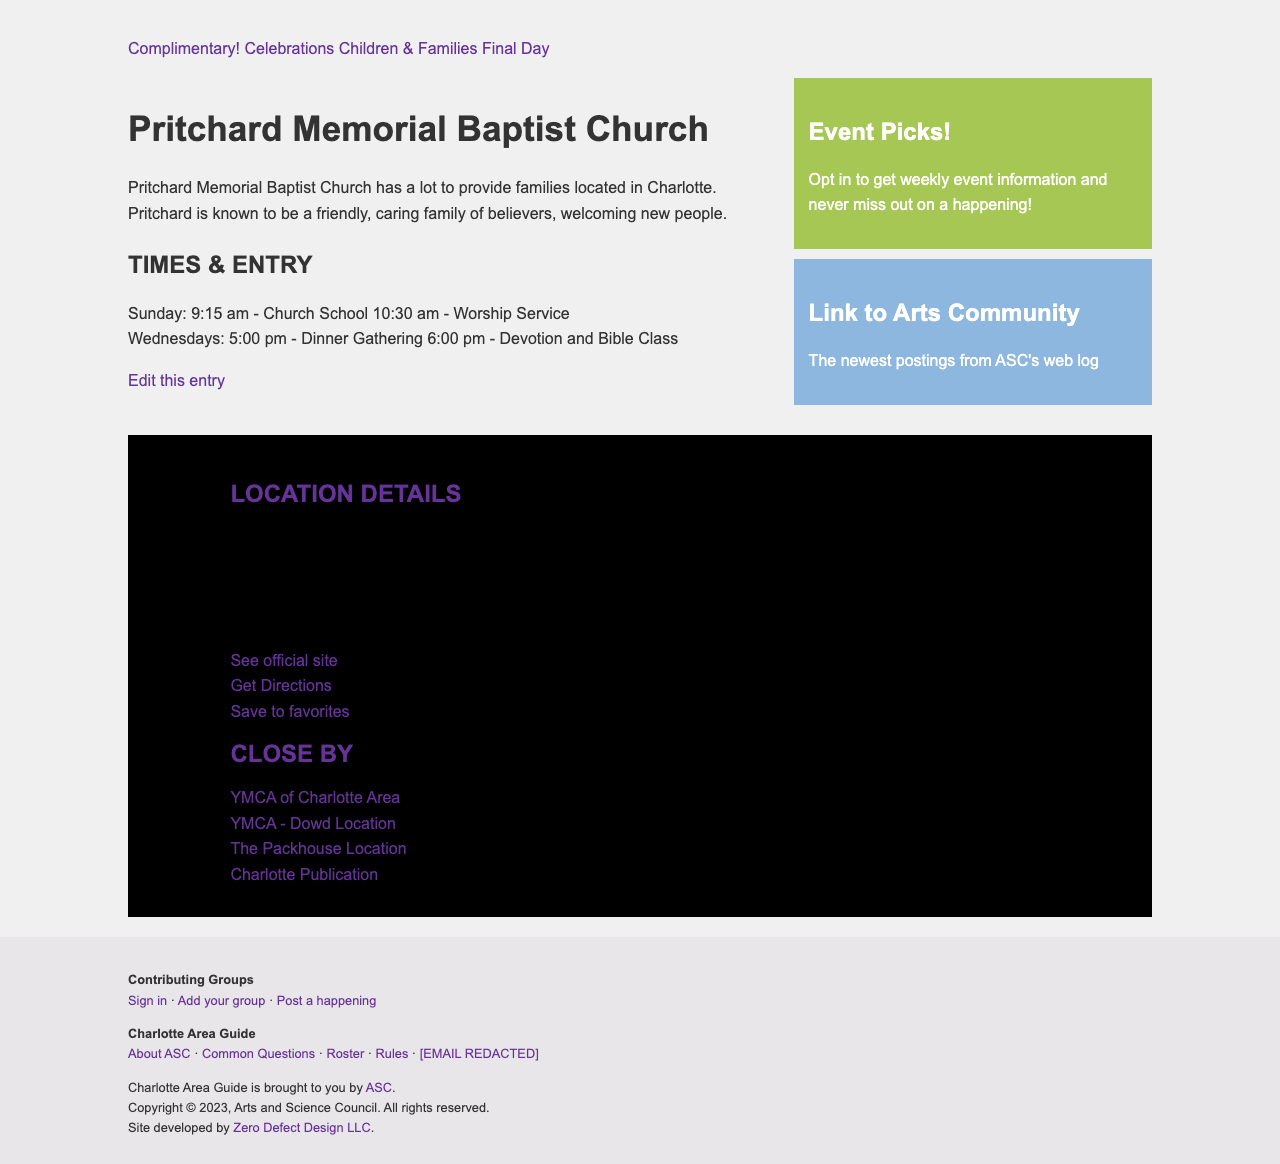 Complimentary! Celebrations Children & Families Final Day
Pritchard Memorial Baptist Church
Pritchard Memorial Baptist Church has a lot to provide families located in Charlotte.
Pritchard is known to be a friendly, caring family of believers, welcoming new people.
TIMES & ENTRY
Sunday: 9:15 am - Church School 10:30 am - Worship Service
Wednesdays: 5:00 pm - Dinner Gathering 6:00 pm - Devotion and Bible Class
Edit this entry
Event Picks!
Opt in to get weekly event information and
never miss out on a happening!
Link to Arts Community
The newest postings from ASC's web log
LOCATION DETAILS
See official site
Get Directions
Save to favorites
CLOSE BY
YMCA of Charlotte Area
YMCA - Dowd Location
The Packhouse Location
Charlotte Publication
Contributing Groups
Sign in · Add your group · Post a happening
Charlotte Area Guide
About ASC · Common Questions · Roster · Rules · [EMAIL REDACTED]
Charlotte Area Guide is brought to you by ASC.
Copyright © 2023, Arts and Science Council. All rights reserved.
Site developed by Zero Defect Design LLC.